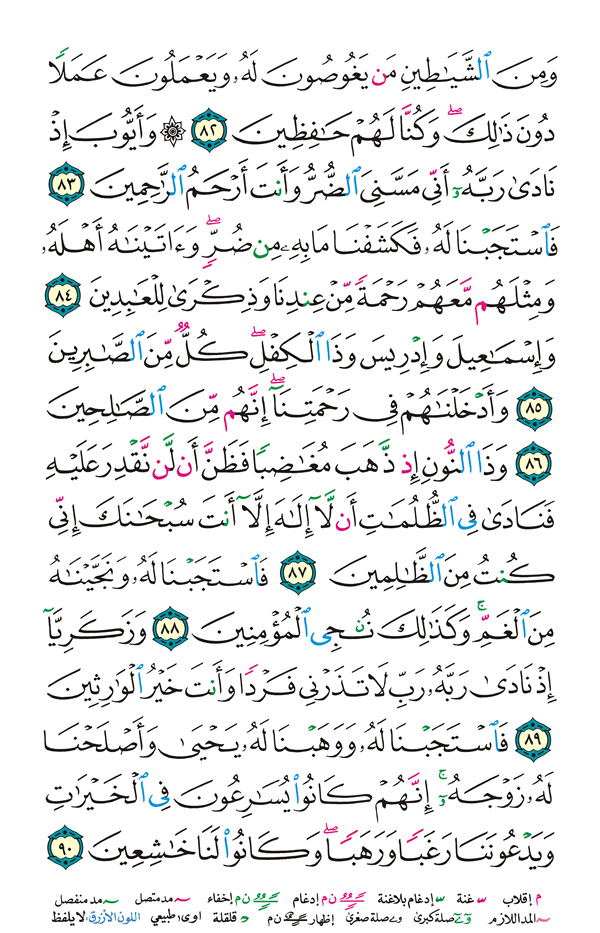 وَمِنَ ٱلشَّيَـٰطِينِ مَن يَغُوصُونَ لَهُۥ وَيَعْمَلُونَ عَمَلًا
دُونَ ذَٰلِكَ ۖ وَكُنَّا لَهُمْ حَـٰفِظِينَ ٨٢ ۞ وَأَيُّوبَ إِذْ
نَادَىٰ رَبَّهُۥٓ أَنِّى مَسَّنِىَ ٱلضُّرُّ وَأَنتَ أَرْحَمُ ٱلرَّٰحِمِينَ ٨٣
فَٱسْتَجَبْنَا لَهُۥ فَكَشَفْنَا مَا بِهِۦ مِن ضُرٍّ ۖ وَءَاتَيْنَـٰهُ أَهْلَهُۥ
وَمِثْلَهُم مَّعَهُمْ رَحْمَةً مِّنْ عِندِنَا وَذِكْرَىٰ لِلْعَـٰبِدِينَ ٨٤
وَإِسْمَـٰعِيلَ وَإِدْرِيسَ وَذَا ٱلْكِفْلِ ۖ كُلٌّ مِّنَ ٱلصَّـٰبِرِينَ
٨٥ وَأَدْخَلْنَـٰهُمْ فِى رَحْمَتِنَآ ۖ إِنَّهُم مِّنَ ٱلصَّـٰلِحِينَ
٨٦ وَذَا ٱلنُّونِ إِذ ذَّهَبَ مُغَـٰضِبًا فَظَنَّ أَن لَّن نَّقْدِرَ عَلَيْهِ
فَنَادَىٰ فِى ٱلظُّلُمَـٰتِ أَن لَّآ إِلَـٰهَ إِلَّآ أَنتَ سُبْحَـٰنَكَ إِنِّى
كُنتُ مِنَ ٱلظَّـٰلِمِينَ ٨٧ فَٱسْتَجَبْنَا لَهُۥ وَنَجَّيْنَـٰهُ
مِنَ ٱلْغَمِّ ۚ وَكَذَٰلِكَ نُـۨجِى ٱلْمُؤْمِنِينَ ٨٨ وَزَكَرِيَّآ
إِذْ نَادَىٰ رَبَّهُۥ رَبِّ لَا تَذَرْنِى فَرْدًا وَأَنتَ خَيْرُ ٱلْوَٰرِثِينَ
٨٩ فَٱسْتَجَبْنَا لَهُۥ وَوَهَبْنَا لَهُۥ يَحْيَىٰ وَأَصْلَحْنَا
لَهُۥ زَوْجَهُۥٓ ۚ إِنَّهُمْ كَانُوا۟ يُسَـٰرِعُونَ فِى ٱلْخَيْرَٰتِ
وَيَدْعُونَنَا رَغَبًا وَرَهَبًا ۖ وَكَانُوا۟ لَنَا خَـٰشِعِينَ ٩٠
م إقلاب غنة إدغام بلاغنة ن م إدغام ن م إخفاء مد متصل مد منفصل
المد اللازم صلة كبرى صلة صغرى إظهار ن م قلقلة اوى طبيعي اللون الأزرق: لا يلفظ